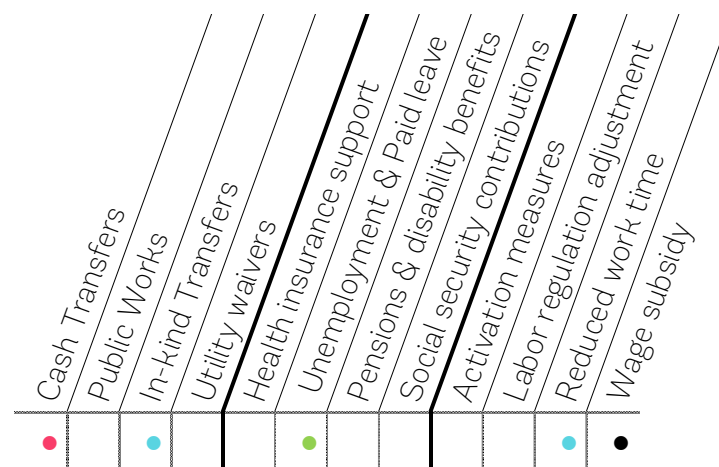 Cash Transfers
Public Works
In-kind Transfers
Utility waivers
Health insurance support
Unemployment & Paid leave
Pensions & disability benefits
Social security contributions
Activation measures
Labor regulation adjustment
Reduced work time
Wage subsidy